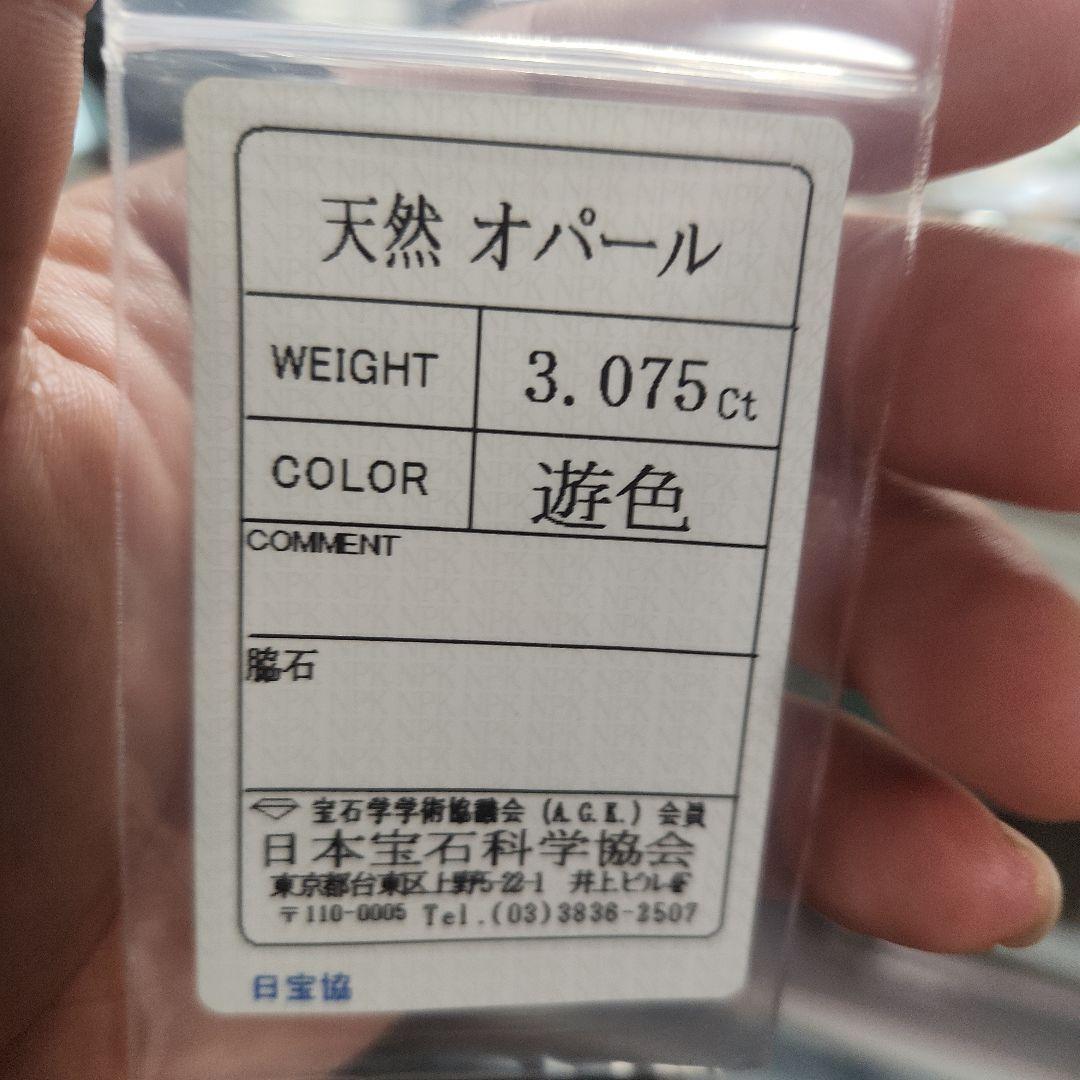 天然 オパール
WEIGHT 3.075ct
COLOR 遊色
COMMENT
脇石
宝石学学術協議会 (A.G.K.) 会員
日本宝石科学協会
東京都台東区上野5-22-1 井上ビル4F
〒110-0005 Tel.(03)3836-2507
日宝協